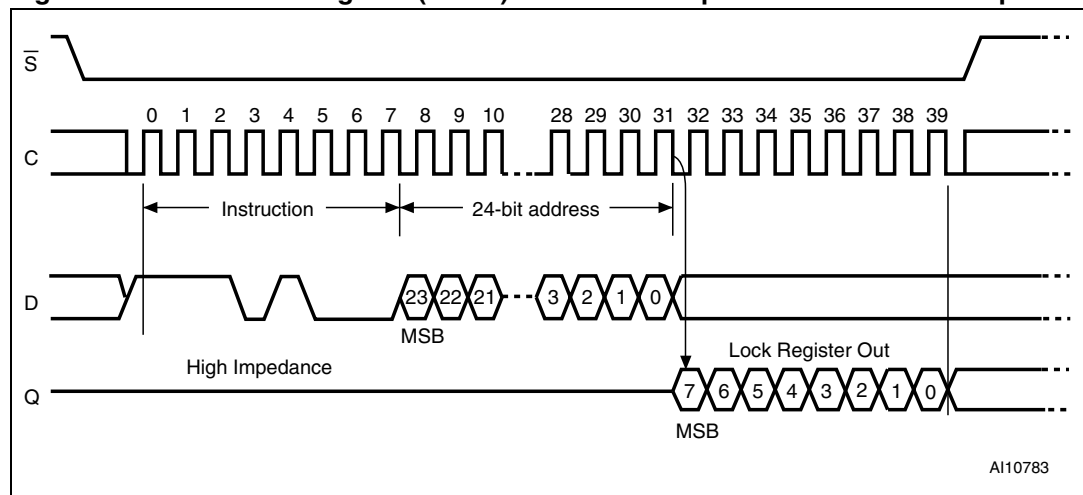 S
0 1 2 3 4 5 6 7 8 9 10 28 29 30 31 32 33 34 35 36 37 38 39
C
Instruction 24-bit address
D 23 22 21 3 2 1 0
MSB
High Impedance Lock Register Out
Q 7 6 5 4 3 2 1 0
MSB
AI10783